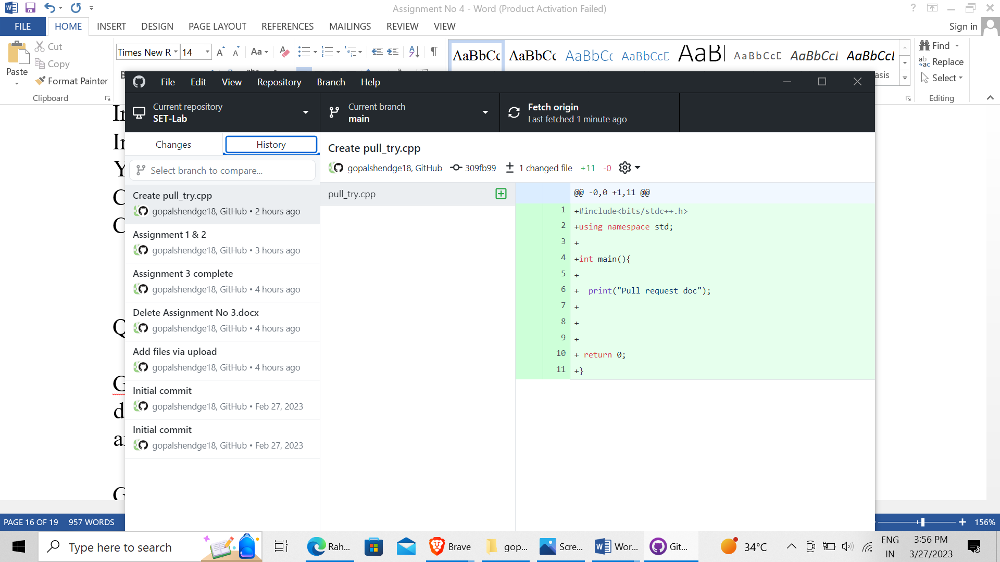 Assignment No 4 - Word (Product Activation Failed)
FILE HOME INSERT DESIGN PAGE LAYOUT REFERENCES MAILINGS REVIEW VIEW Sign in
Paste
Cut
Copy
Format Painter
Clipboard
Times New R 14 Aa
AaBbCc AaBbCc AaBbCc AaBbCcD AaBl AaBbCcD AaBbCcl AaBbCcl
asis
Find
Replace
Select
Editing
File Edit View Repository Branch Help
Current repository
SET-Lab
Current branch
main
Fetch origin
Last fetched 1 minute ago
Changes History
Select branch to compare...
Create pull_try.cpp
gopalshendge18, GitHub • 2 hours ago
Assignment 1 & 2
gopalshendge18, GitHub • 3 hours ago
Assignment 3 complete
gopalshendge18, GitHub • 4 hours ago
Delete Assignment No 3.docx
gopalshendge18, GitHub • 4 hours ago
Add files via upload
gopalshendge18, GitHub • 4 hours ago
Initial commit
gopalshendge18, GitHub • Feb 27, 2023
Initial commit
gopalshendge18, GitHub • Feb 27, 2023
Create pull_try.cpp
gopalshendge18, GitHub 309fb99 1 changed file +11 -0
pull_try.cpp
@@ -0,0 +1,11 @@
1 +#include<bits/stdc++.h>
2 +using namespace std;
3 +
4 +int main(){
5 +
6 +  print("Pull request doc");
7 +
8 +
9 +
10 + return 0;
11 +}
PAGE 16 OF 19 957 WORDS 156%
Type here to search
Rah... Brave gop... Scre... Wor... Git... 34°C ENG IN 3:56 PM 3/27/2023